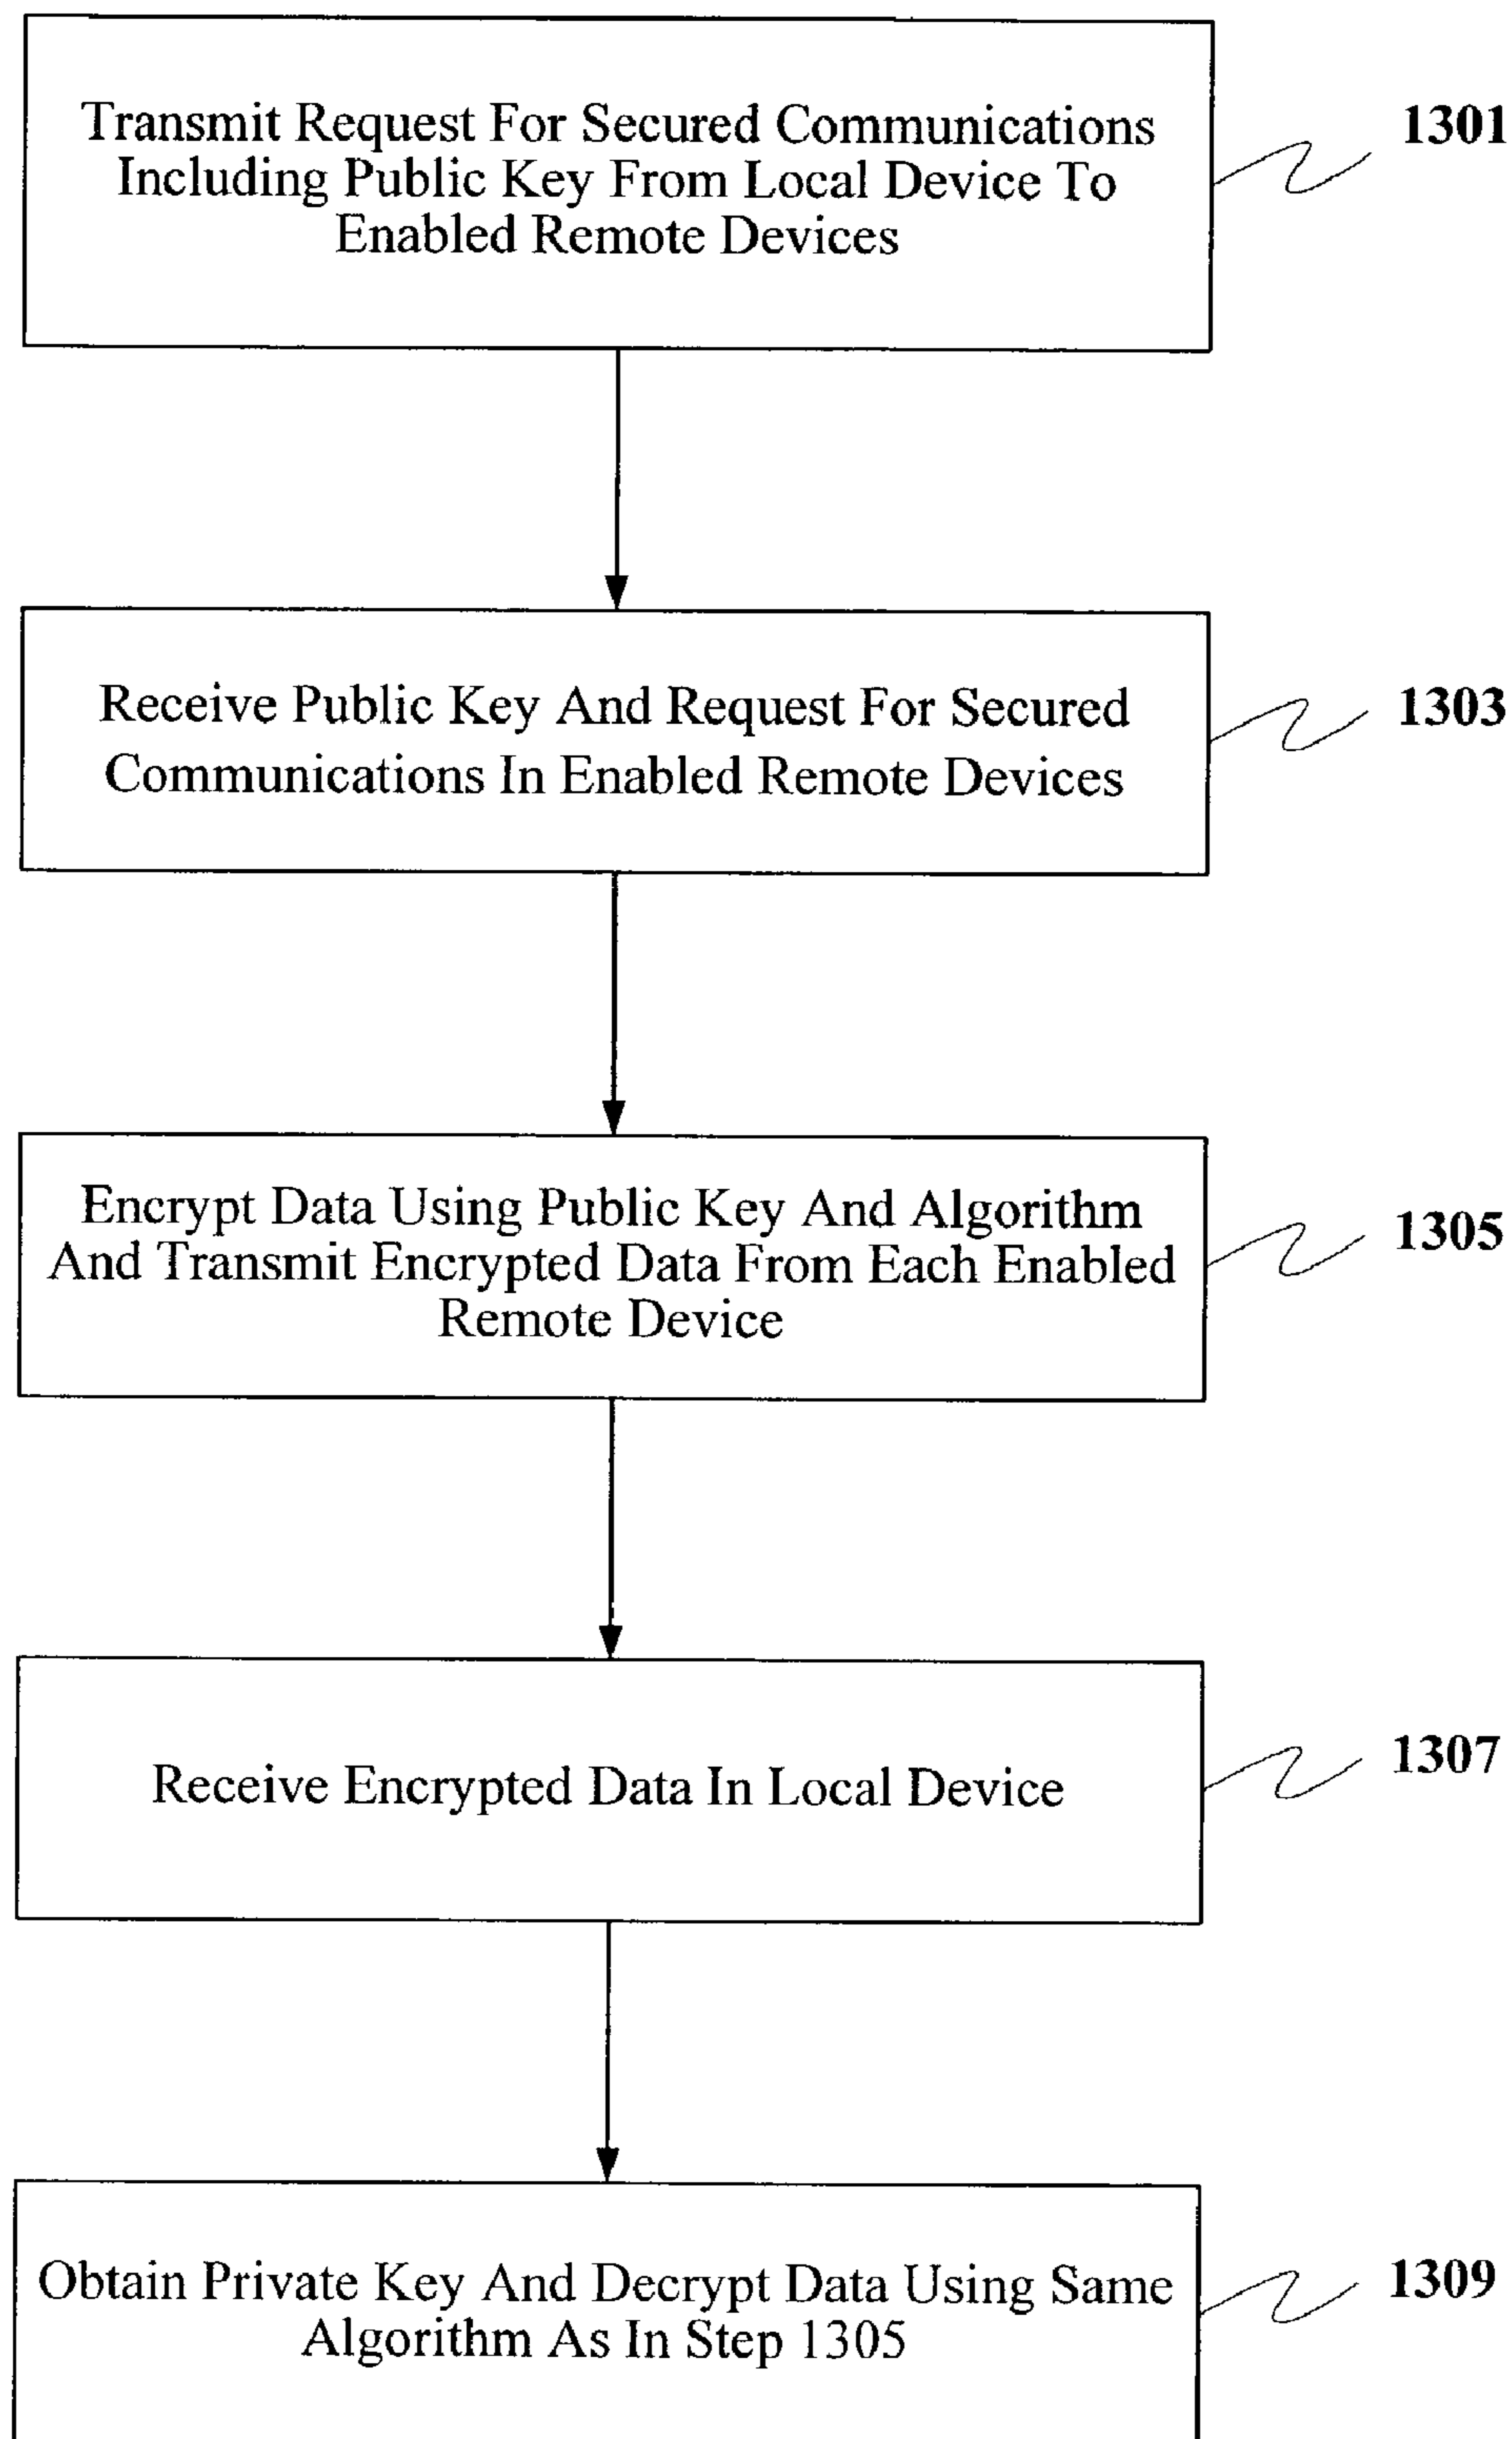 Transmit Request For Secured Communications
Including Public Key From Local Device To
Enabled Remote Devices
1301
Receive Public Key And Request For Secured
Communications In Enabled Remote Devices
1303
Encrypt Data Using Public Key And Algorithm
And Transmit Encrypted Data From Each Enabled
Remote Device
1305
Receive Encrypted Data In Local Device
1307
Obtain Private Key And Decrypt Data Using Same
Algorithm As In Step 1305
1309